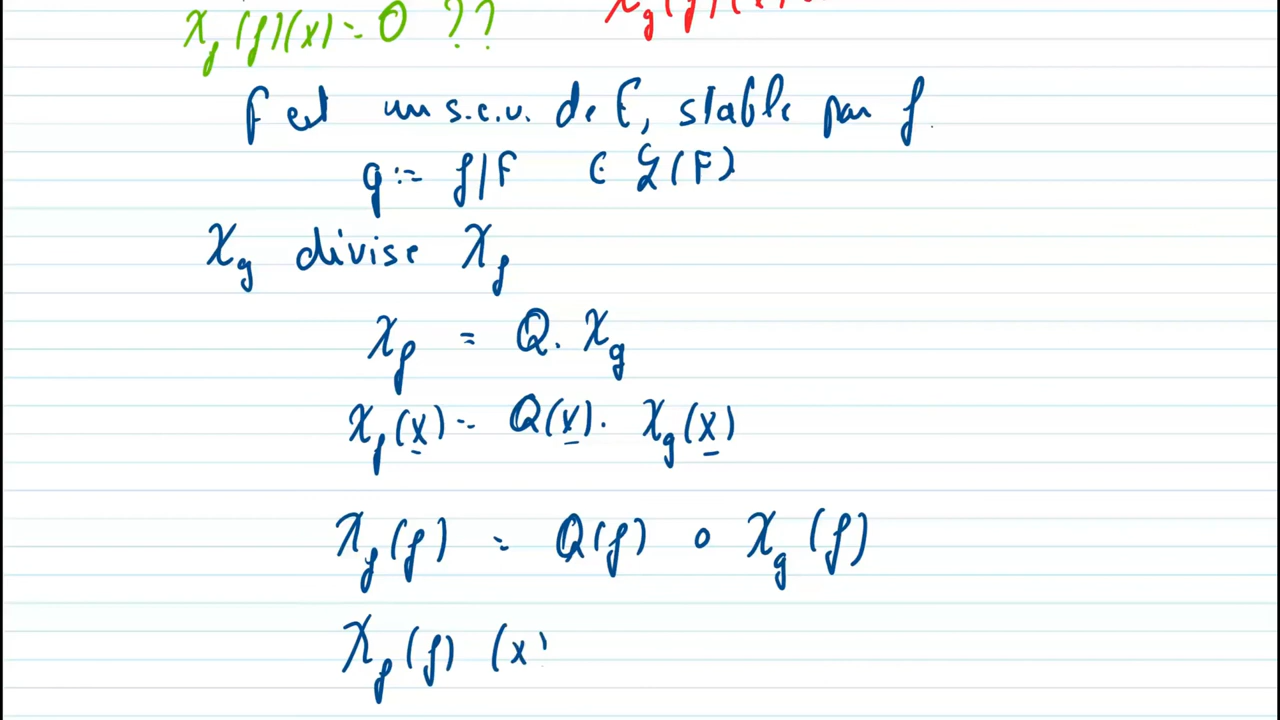 χ_f(f)(x) = 0 ??
F est un s.e.v. de E, stable par f.
g := f|F ∈ ℒ(F)
χ_g divise χ_f
χ_f = Q. χ_g
χ_f(X) = Q(X). χ_g(X)
χ_f(f) = Q(f) ∘ χ_g(f)
χ_f(f) (x)